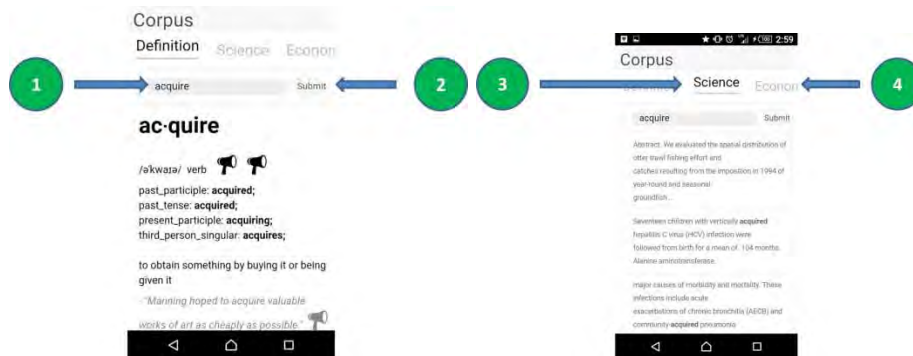 Corpus
Definition Science Econon
1
acquire Submit
2
ac·quire
/ə'kwaɪə/ verb
past_participle: acquired;
past_tense: acquired;
present_participle: acquiring;
third_person_singular: acquires;
to obtain something by buying it or being
given it
"Manning hoped to acquire valuable
works of art as cheaply as possible"
2:59
Corpus
3
Science Econon
4
acquire Submit
Abstract. We evaluated the spatial distribution of
otter trawl fishing effort and
catches resulting from the imposition in 1994 of
year-round and seasonal
groundfish...
Seventeen children with vertically acquired
hepatitis C virus (HCV) infection were
followed from birth for a mean of 104 months.
Alanine aminotransferase.
major causes of morbidity and mortality. These
infections include acute
exacerbations of chronic bronchitis (AECB) and
community-acquired pneumonia